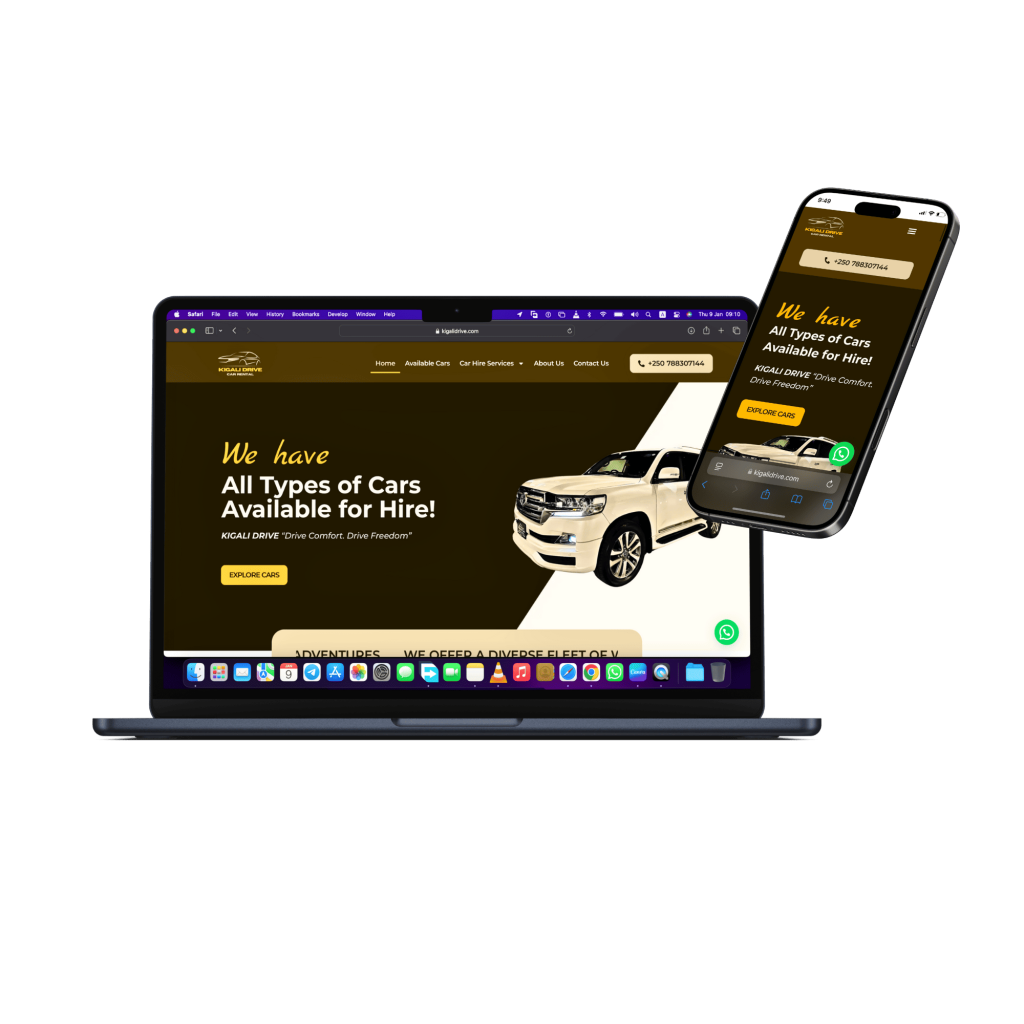 Safari File Edit View History Bookmarks Develop Window Help
Thu 9 Jan 09:10
kigalidrive.com
KIGALI DRIVE
CAR RENTAL
Home Available Cars Car Hire Services About Us Contact Us
+250 788307144
We have
All Types of Cars
Available for Hire!
KIGALI DRIVE “Drive Comfort. Drive Freedom”
EXPLORE CARS
ADVENTURES WE OFFER A DIVERSE FLEET OF
9
9:49
KIGALI DRIVE
CAR RENTAL
+250 788307144
We have
All Types of Cars
Available for Hire!
KIGALI DRIVE “Drive Comfort.
Drive Freedom”
EXPLORE CARS
kigalidrive.com